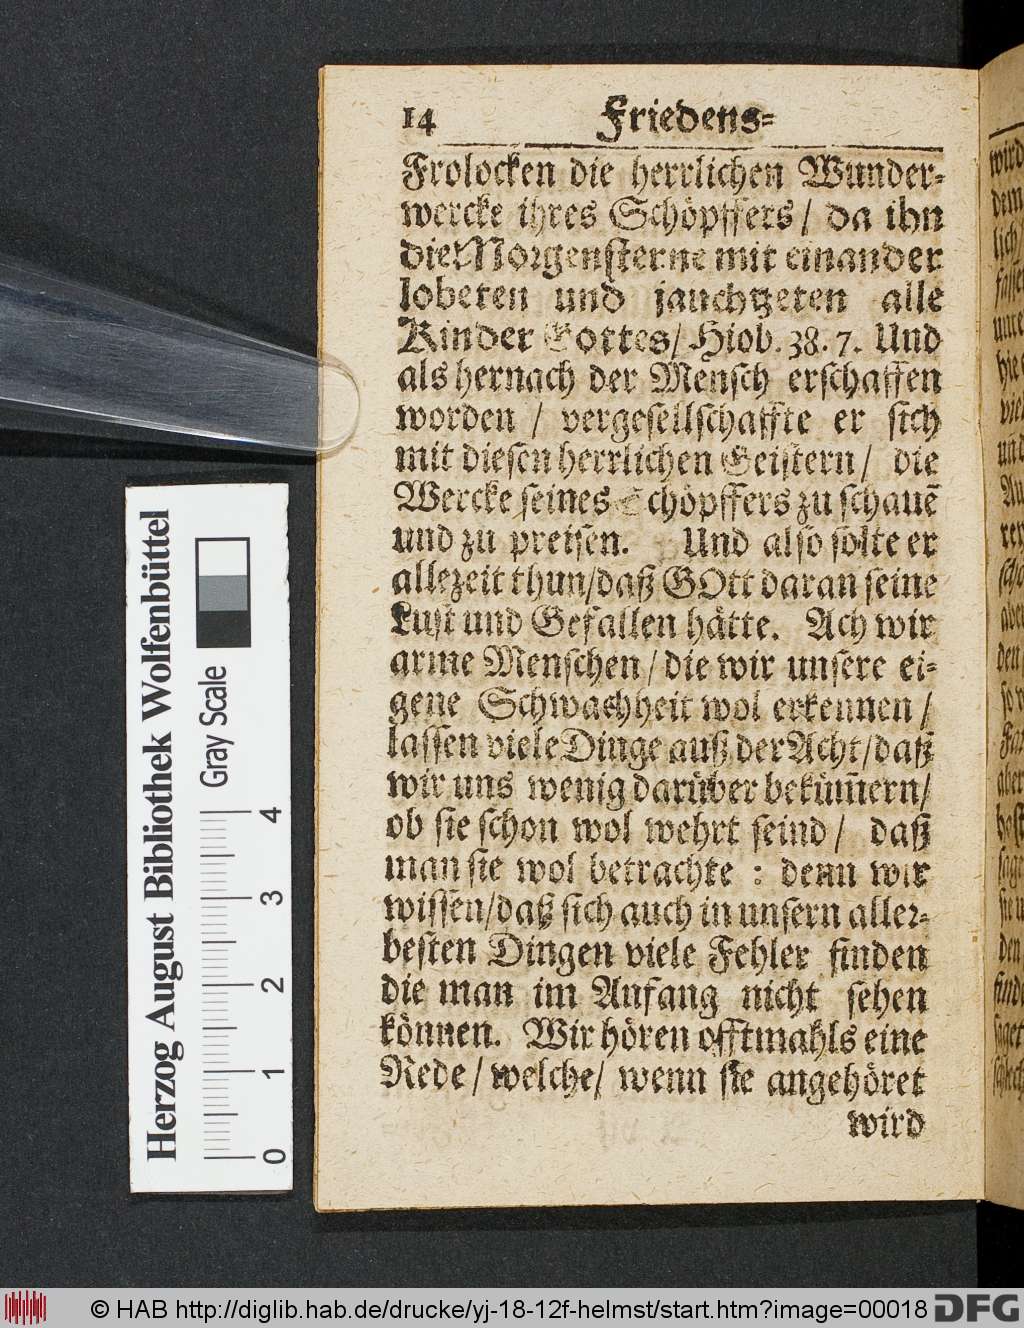 14 Friedens⸗
Frolocken die herrlichen Wunder⸗
wercke ihres Schöpffers/ da ihn
die Morgensterne mit einander
lobeten und jauchtzeten alle
Kinder Gottes/ Hiob. 38. 7. Und
als hernach der Mensch erschaffen
worden / vergesellschaffte er sich
mit diesen herrlichen Geistern/ die
Wercke seines Schöpffers zu schauē
und zu preisen. Und also solte er
allezeit thun/daß GOtt daran seine
Lust und Gefallen hätte. Ach wir
arme Menschen/die wir unsere ei⸗
gene Schwachheit wol erkennen/
lassen viele Dinge auß der Acht/daß
wir uns wenig darüber bekūm̄ern/
ob sie schon wol wehrt seind/ daß
man sie wol betrachte : denn wir
wissen/daß sich auch in unsern aller⸗
besten Dingen viele Fehler finden
die man im Anfang nicht sehen
können. Wir hören offtmahls eine
Rede/ welche/ wenn sie angehöret
wird
Herzog August Bibliothek Wolfenbüttel
Gray Scale
0 1 2 3 4
wird
dem
lich
© HAB http://diglib.hab.de/drucke/yj-18-12f-helmst/start.htm?image=00018 DFG